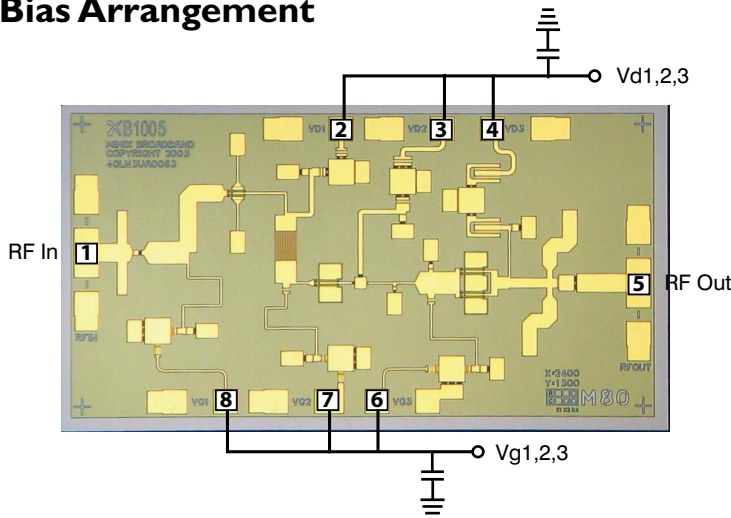 Bias Arrangement
Vd1,2,3
XB1005
MIMIX BROADBAND
COPYRIGHT 2003
VD1
2
VD2
3
4
VD3
RF In
1
5
RF Out
RFIN
RFOUT
X=2600
Y=1300
M80
VG1
8
VG2
7
6
VG3
Vg1,2,3